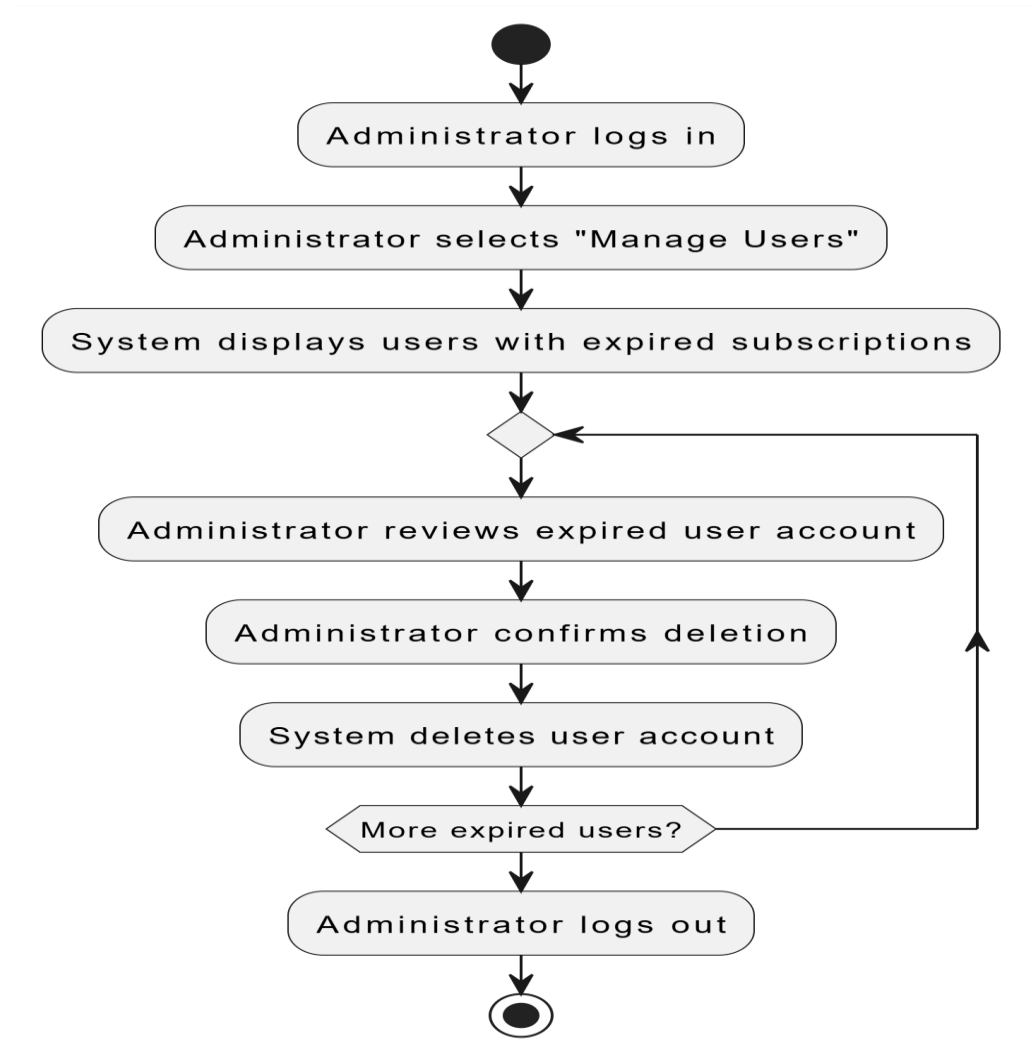 Administrator logs in
Administrator selects "Manage Users"
System displays users with expired subscriptions
Administrator reviews expired user account
Administrator confirms deletion
System deletes user account
More expired users?
Administrator logs out